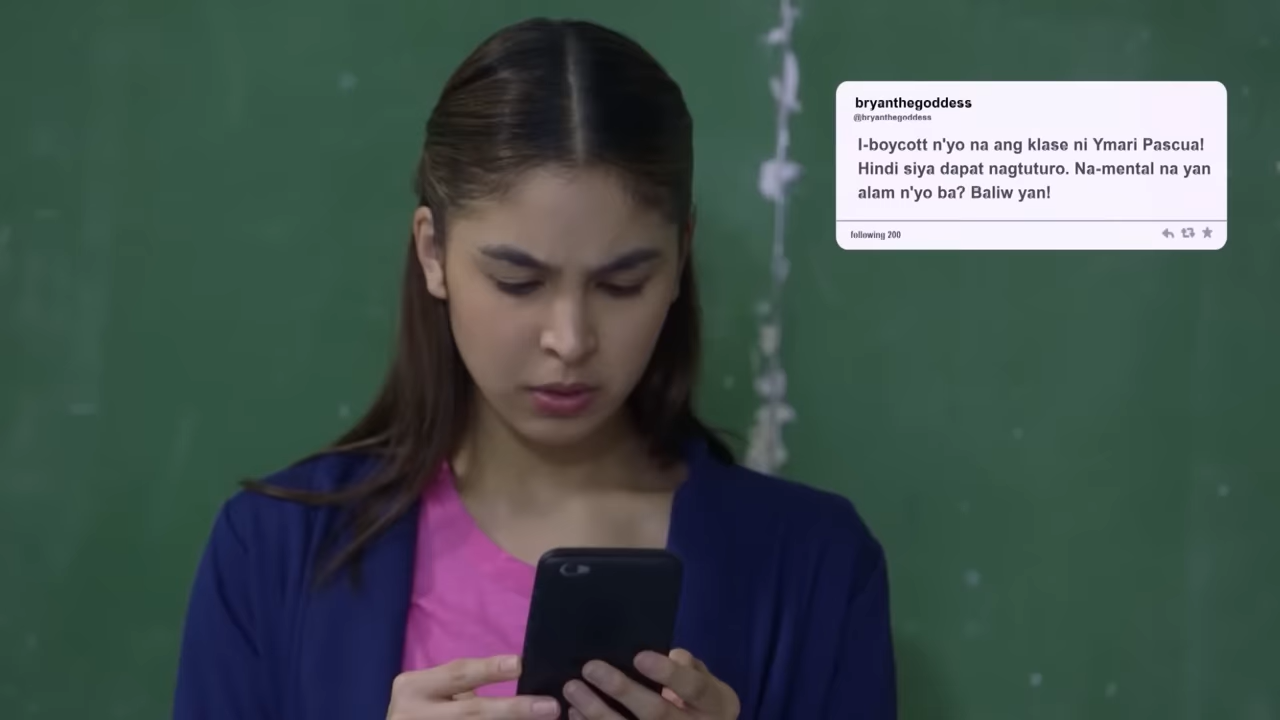 bryanthegoddess
@bryanthegoddess
I-boycott n'yo na ang klase ni Ymari Pascua!
Hindi siya dapat nagtuturo. Na-mental na yan
alam n'yo ba? Baliw yan!
following 200